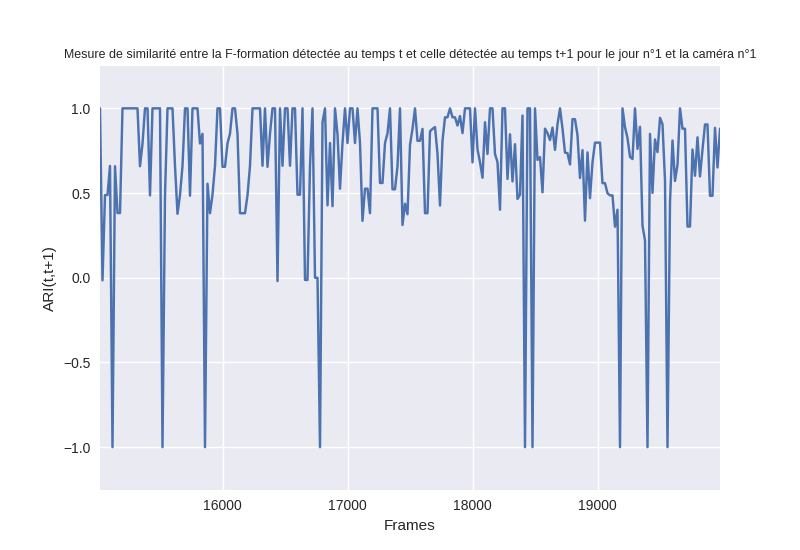 Mesure de similarité entre la F-formation détectée au temps t et celle détectée au temps t+1 pour le jour n°1 et la caméra n°1
1.0
0.5
0.0
−0.5
−1.0
ARI(t,t+1)
16000 17000 18000 19000
Frames